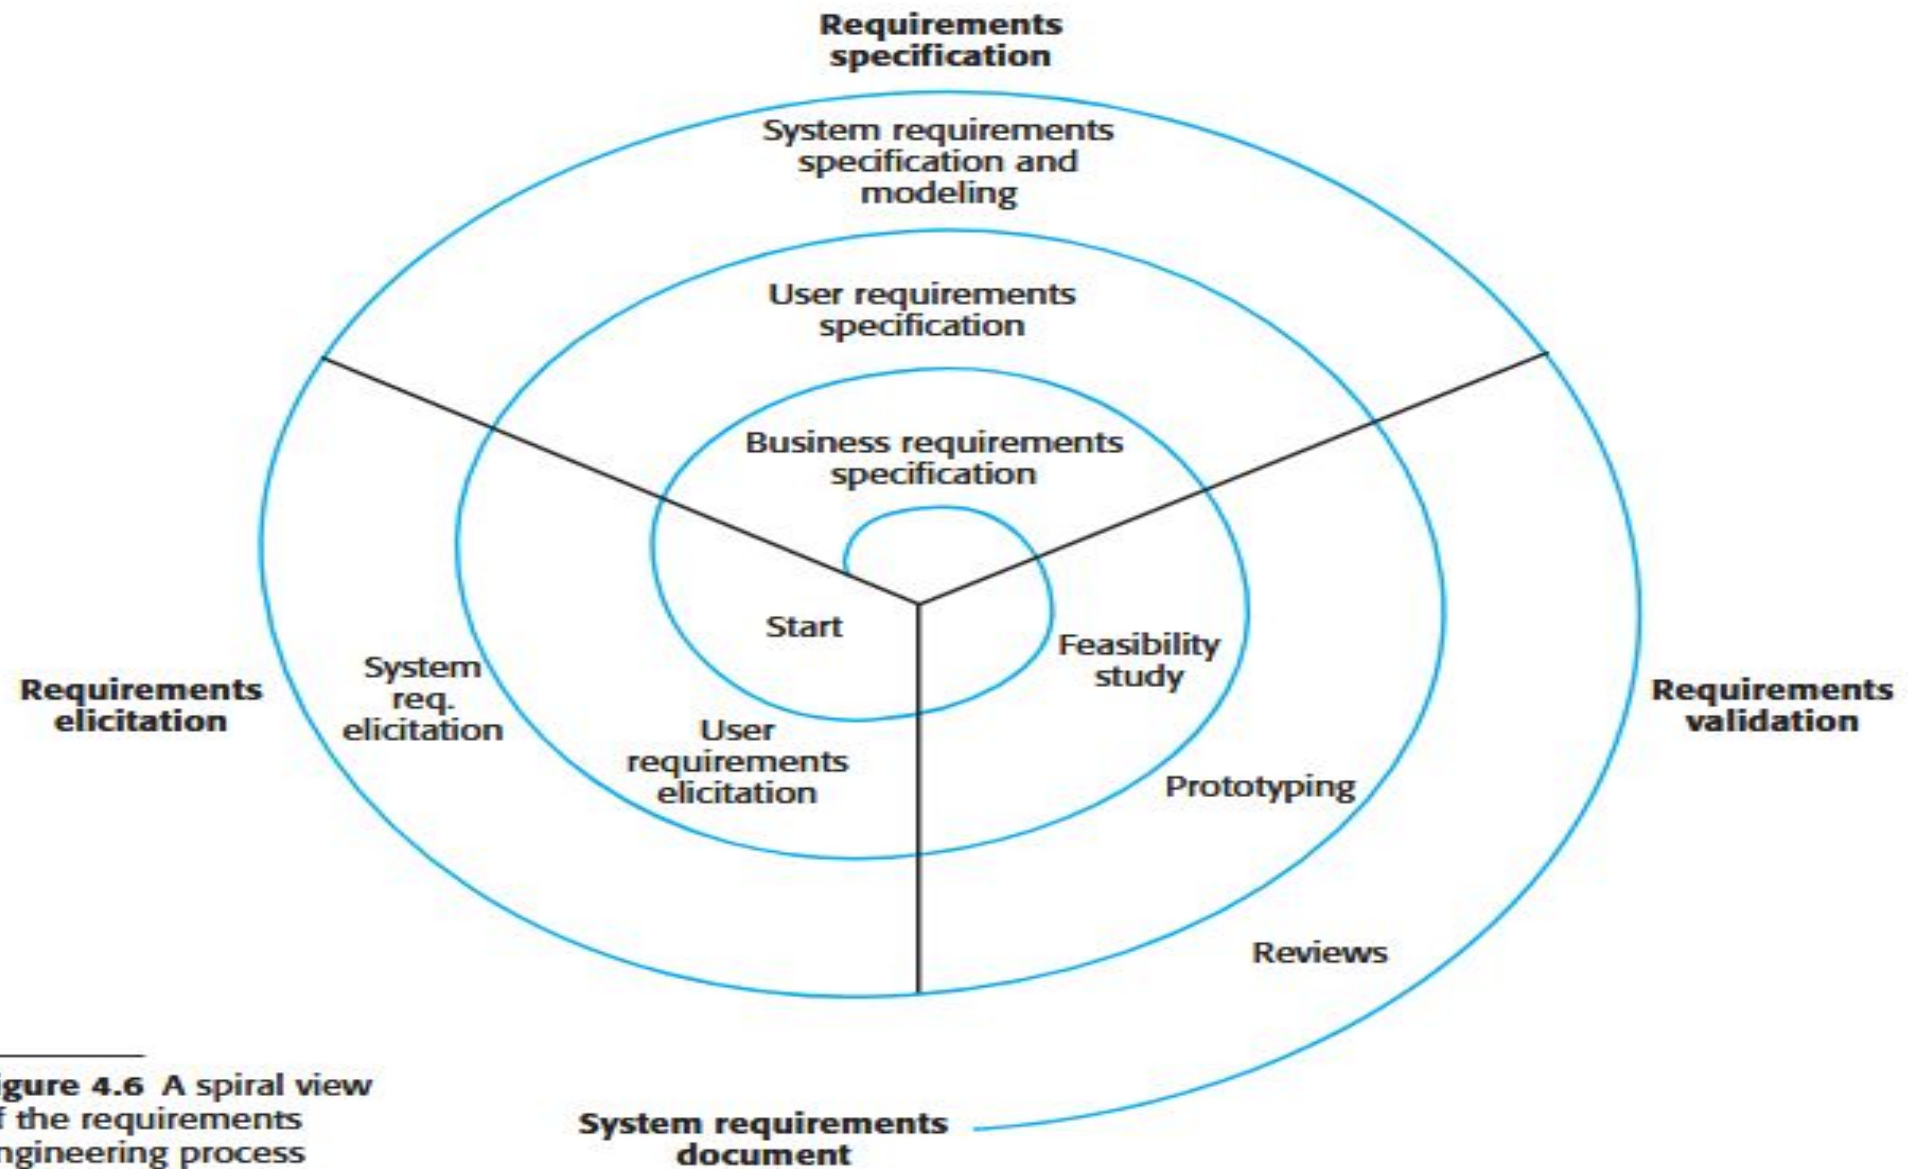 Requirements
specification
System requirements
specification and
modeling
User requirements
specification
Business requirements
specification
Start
Feasibility
study
System
req.
elicitation
Requirements
elicitation
Requirements
validation
User
requirements
elicitation
Prototyping
Reviews
igure 4.6 A spiral view
f the requirements
ngineering process
System requirements
document